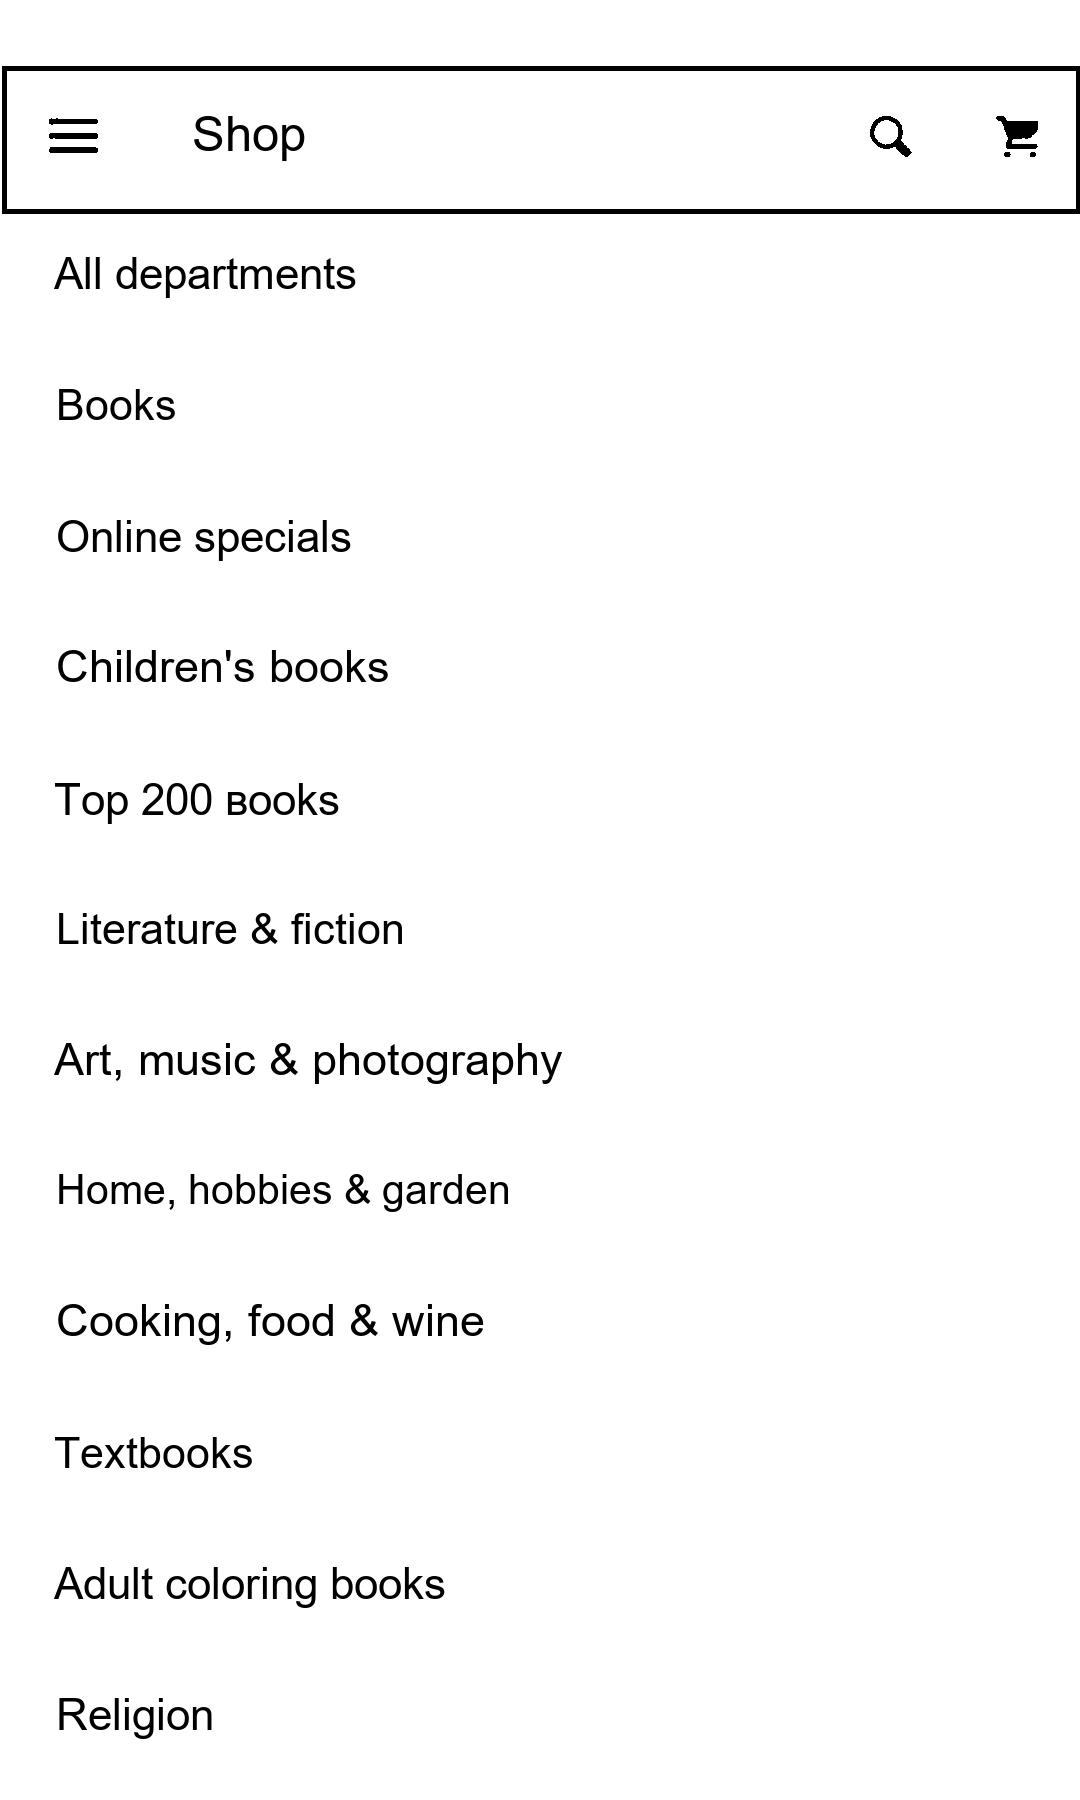 Shop
All departments
Books
Online specials
Children's books
Top 200 вooks
Literature & fiction
Art, music & photography
Home, hobbies & garden
Cooking, food & wine
Textbooks
Adult coloring books
Religion